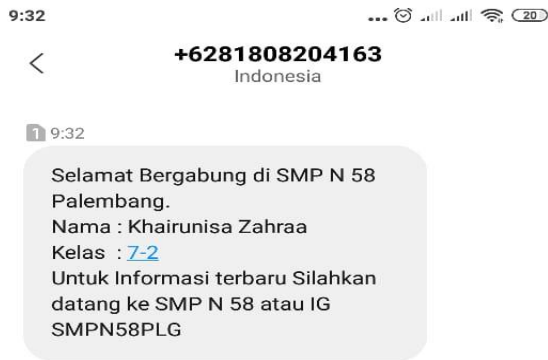 9:32
20
+6281808204163
Indonesia
1 9:32
Selamat Bergabung di SMP N 58
Palembang.
Nama : Khairunisa Zahraa
Kelas : 7-2
Untuk Informasi terbaru Silahkan
datang ke SMP N 58 atau IG
SMPN58PLG